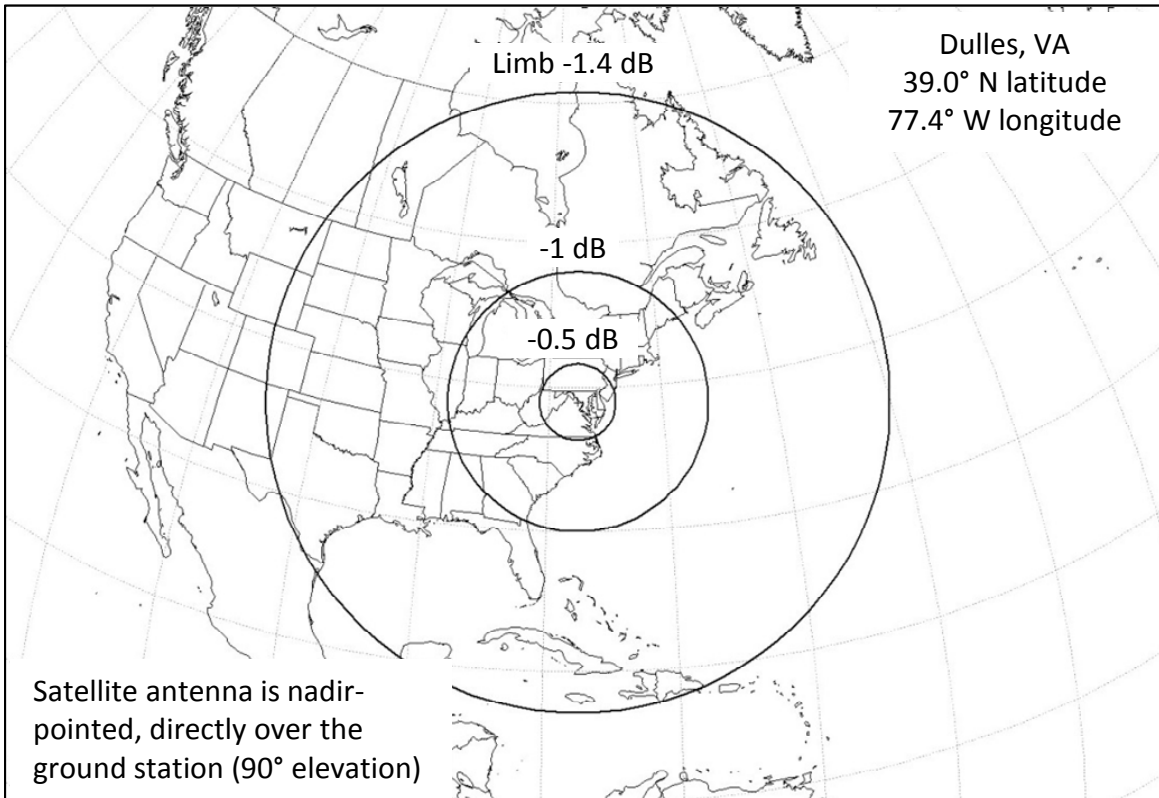 Limb -1.4 dB
Dulles, VA
39.0° N latitude
77.4° W longitude
-1 dB
-0.5 dB
Satellite antenna is nadir-
pointed, directly over the
ground station (90° elevation)